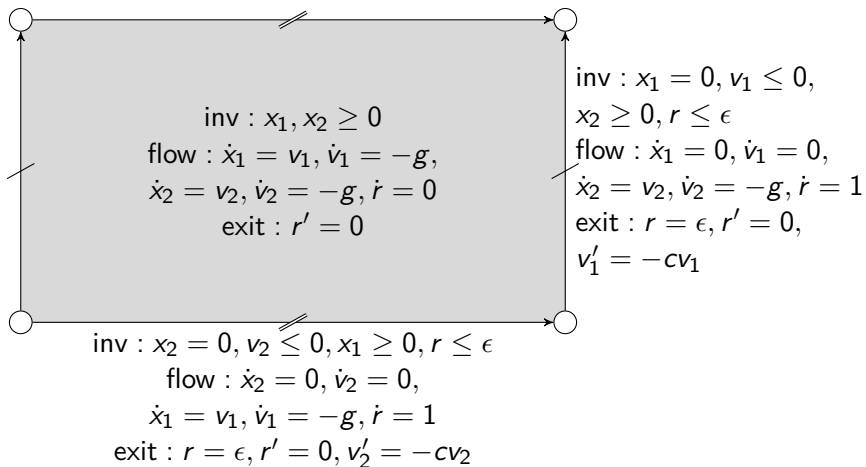 inv : x₁, x₂ ≥ 0
flow : ẋ₁ = v₁, v̇₁ = −g,
ẋ₂ = v₂, v̇₂ = −g, ṙ = 0
exit : r′ = 0
inv : x₁ = 0, v₁ ≤ 0,
x₂ ≥ 0, r ≤ ϵ
flow : ẋ₁ = 0, v̇₁ = 0,
ẋ₂ = v₂, v̇₂ = −g, ṙ = 1
exit : r = ϵ, r′ = 0,
v₁′ = −cv₁
inv : x₂ = 0, v₂ ≤ 0, x₁ ≥ 0, r ≤ ϵ
flow : ẋ₂ = 0, v̇₂ = 0,
ẋ₁ = v₁, v̇₁ = −g, ṙ = 1
exit : r = ϵ, r′ = 0, v₂′ = −cv₂